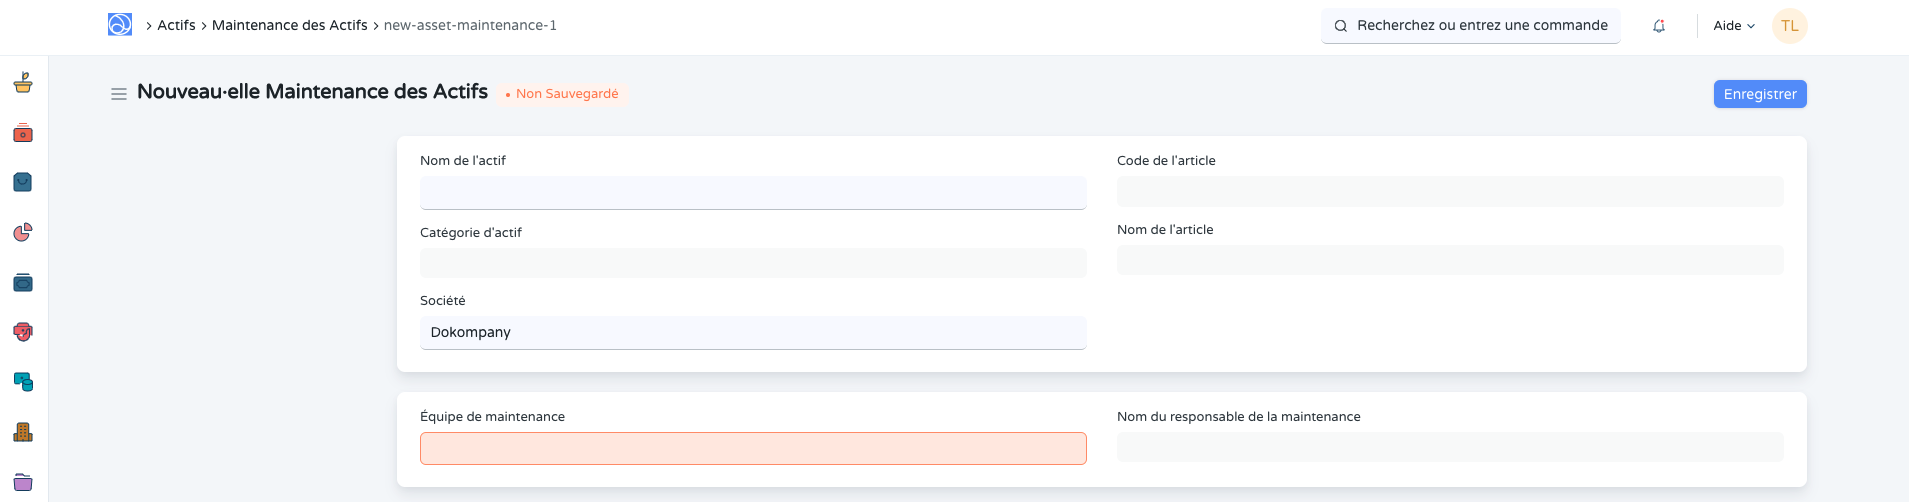 Actifs Maintenance des Actifs new-asset-maintenance-1
Recherchez ou entrez une commande
Aide
TL
Nouveau·elle Maintenance des Actifs
Non Sauvegardé
Enregistrer
Nom de l'actif
Code de l'article
Catégorie d'actif
Nom de l'article
Société
Dokompany
Équipe de maintenance
Nom du responsable de la maintenance